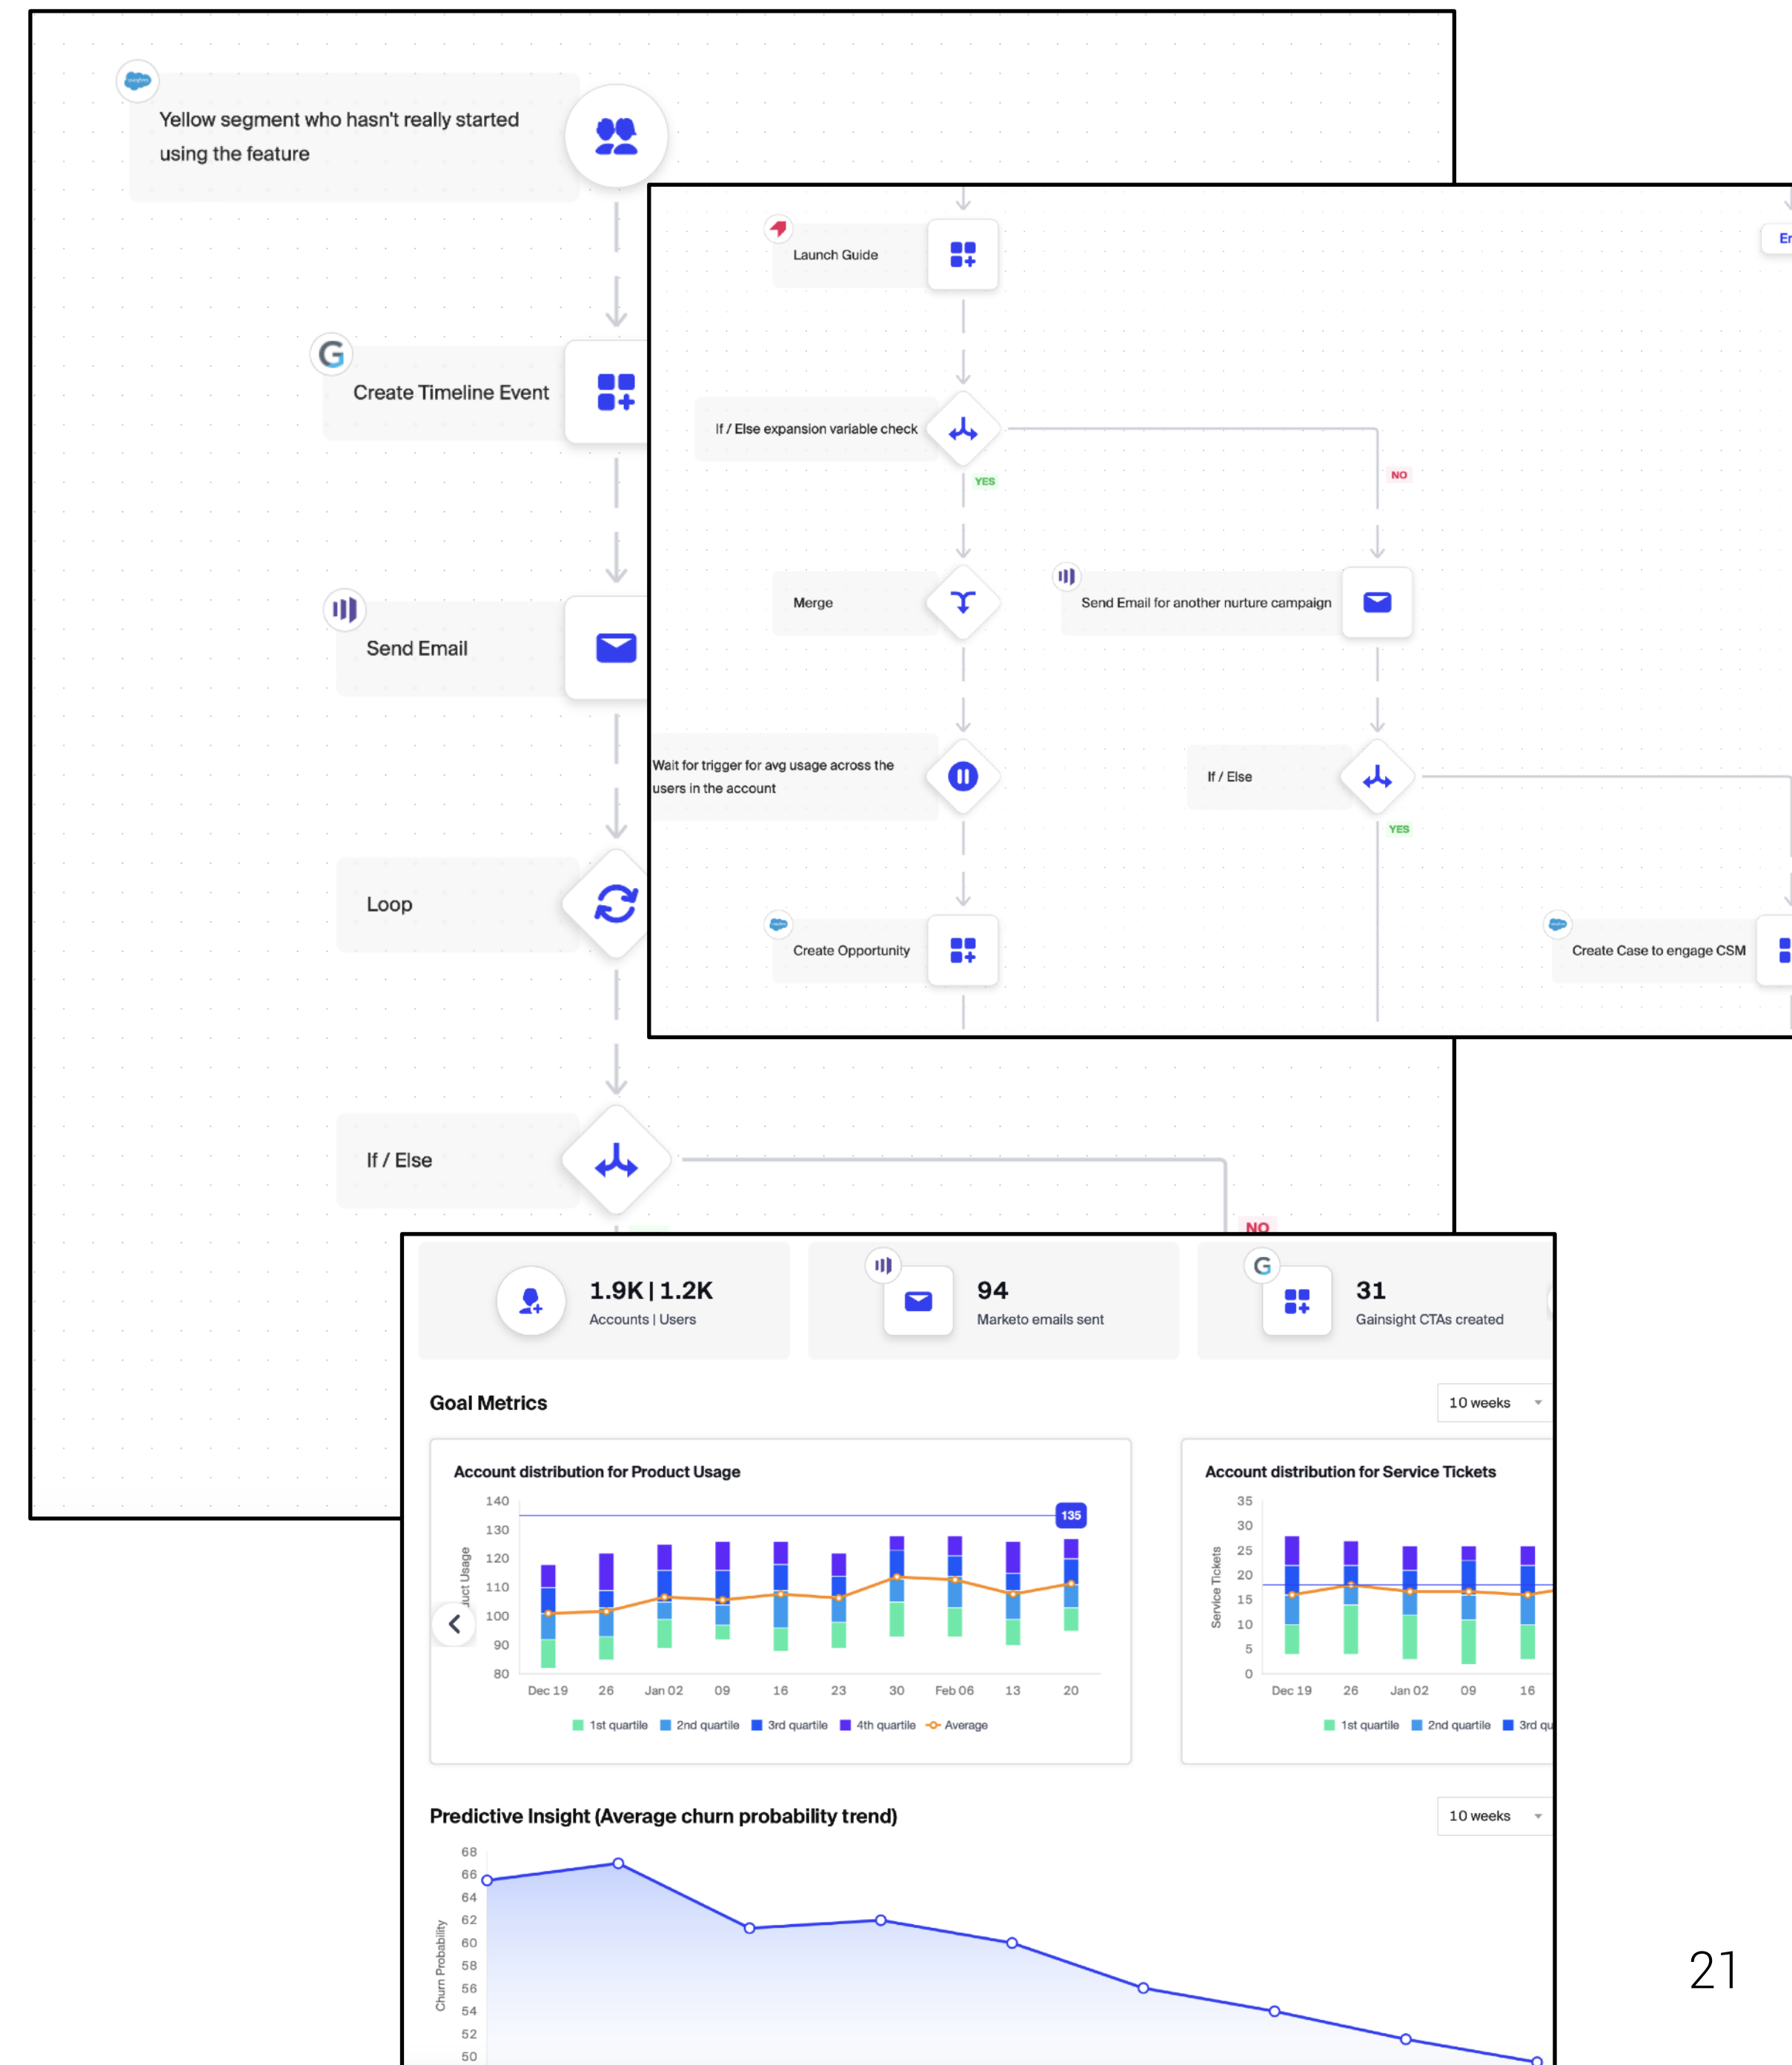 Yellow segment who hasn't really started
using the feature
Create Timeline Event
Send Email
Loop
If / Else
NO
Launch Guide
If / Else expansion variable check
YES
NO
Merge
Send Email for another nurture campaign
Wait for trigger for avg usage across the
users in the account
If / Else
YES
Create Opportunity
Create Case to engage CSM
1.9K | 1.2K
Accounts | Users
94
Marketo emails sent
31
Gainsight CTAs created
Goal Metrics
10 weeks
Account distribution for Product Usage
140
130
120
110
100
90
80
135
Dec 19 26 Jan 02 09 16 23 30 Feb 06 13 20
1st quartile 2nd quartile 3rd quartile 4th quartile Average
Account distribution for Service Tickets
Service Tickets
35
30
25
20
15
10
5
0
Dec 19 26 Jan 02 09 16
1st quartile 2nd quartile 3rd qu
Predictive Insight (Average churn probability trend)
10 weeks
Churn Probability
68
66
64
62
60
58
56
54
52
50
21